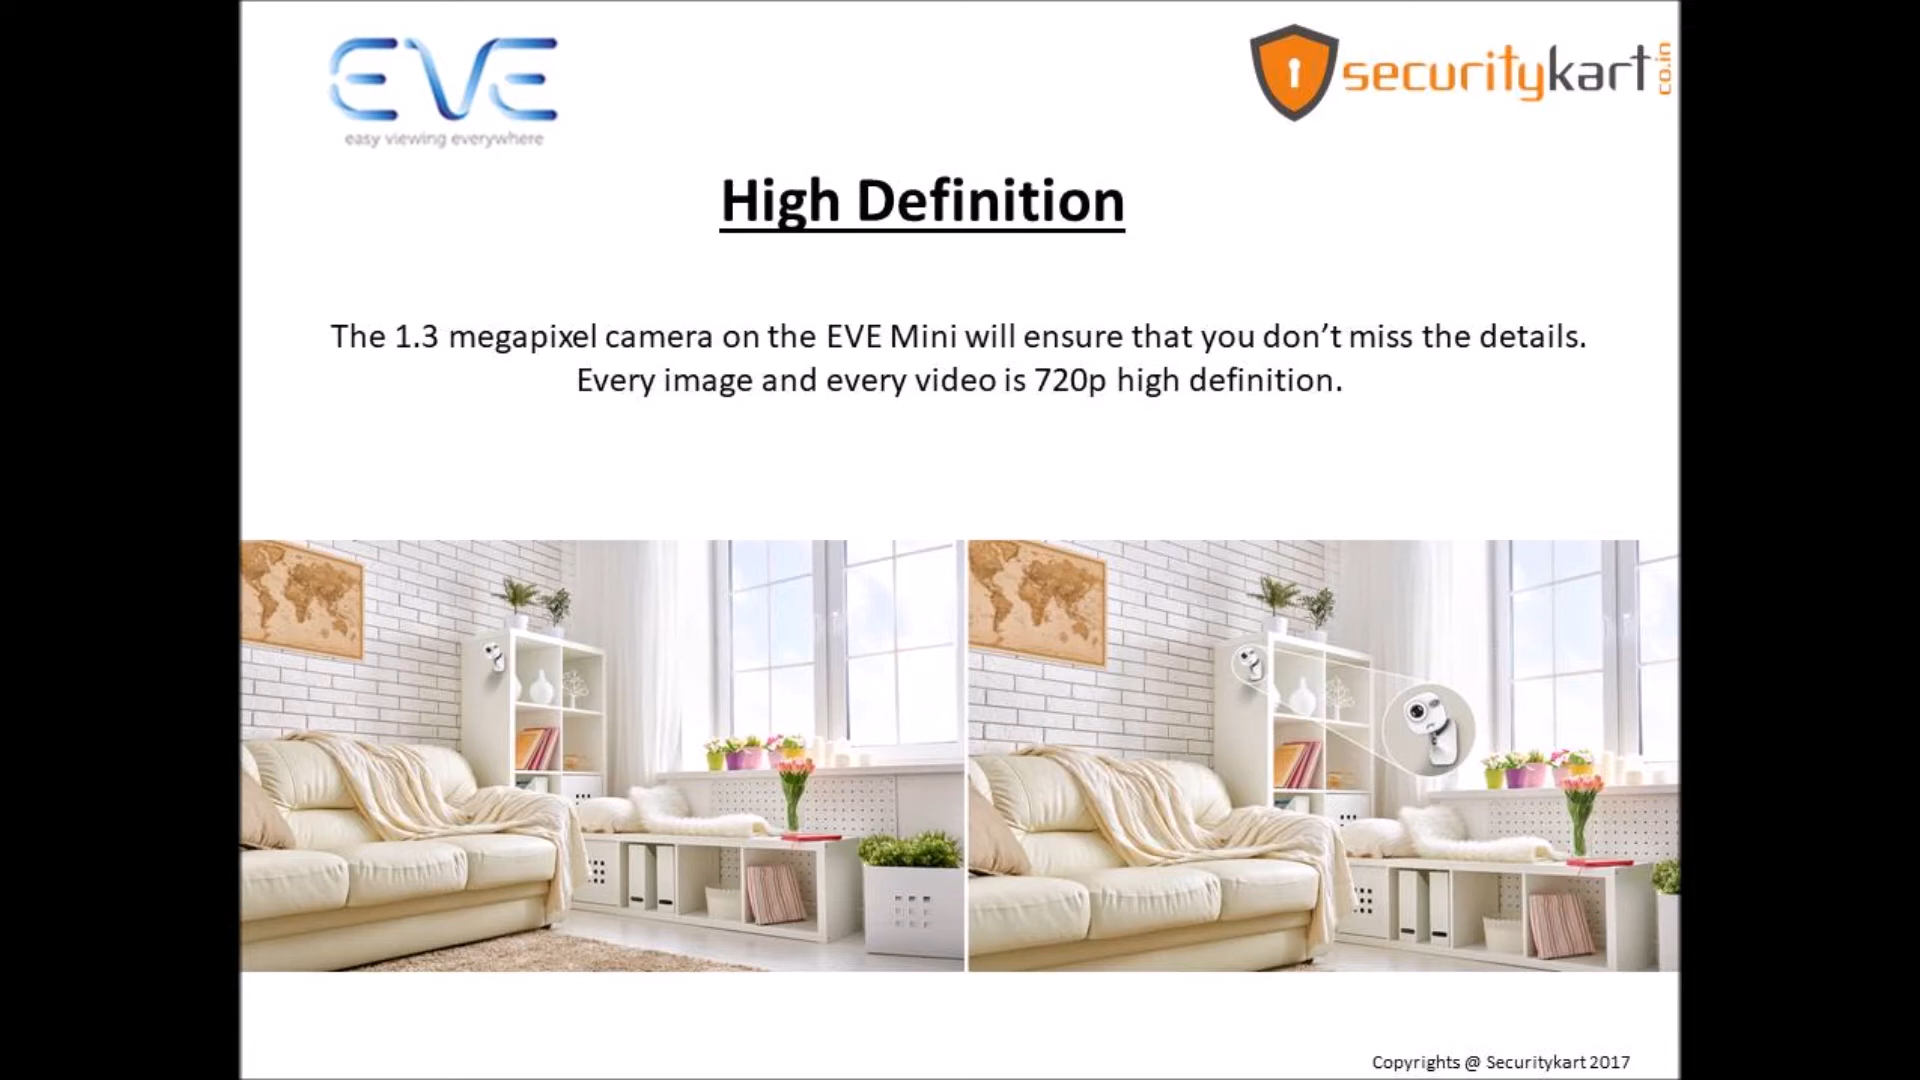 EVE
easy viewing everywhere
securitykart
co.in
High Definition
The 1.3 megapixel camera on the EVE Mini will ensure that you don’t miss the details.
Every image and every video is 720p high definition.
Copyrights @ Securitykart 2017